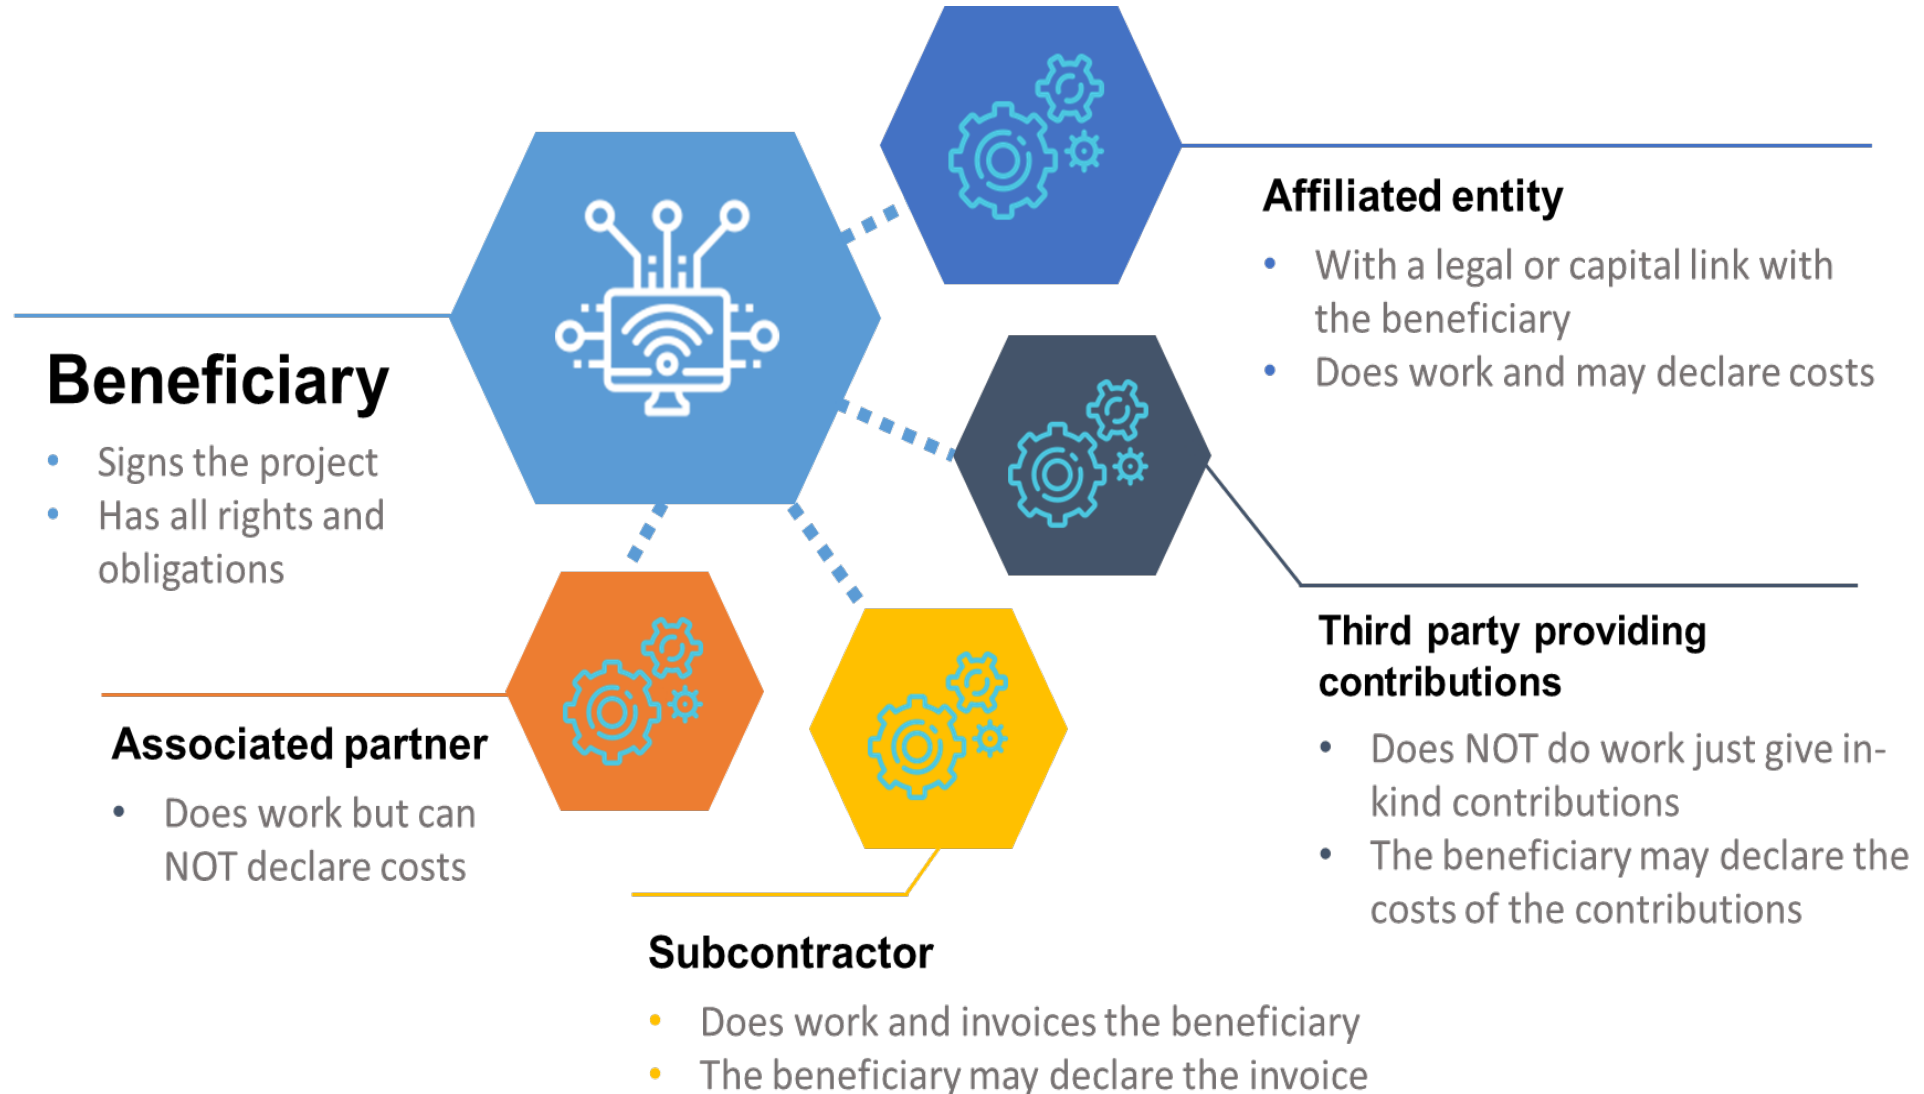 Beneficiary
• Signs the project
• Has all rights and
obligations
Affiliated entity
• With a legal or capital link with
the beneficiary
• Does work and may declare costs
Third party providing
contributions
• Does NOT do work just give in-
kind contributions
• The beneficiary may declare the
costs of the contributions
Associated partner
• Does work but can
NOT declare costs
Subcontractor
• Does work and invoices the beneficiary
• The beneficiary may declare the invoice